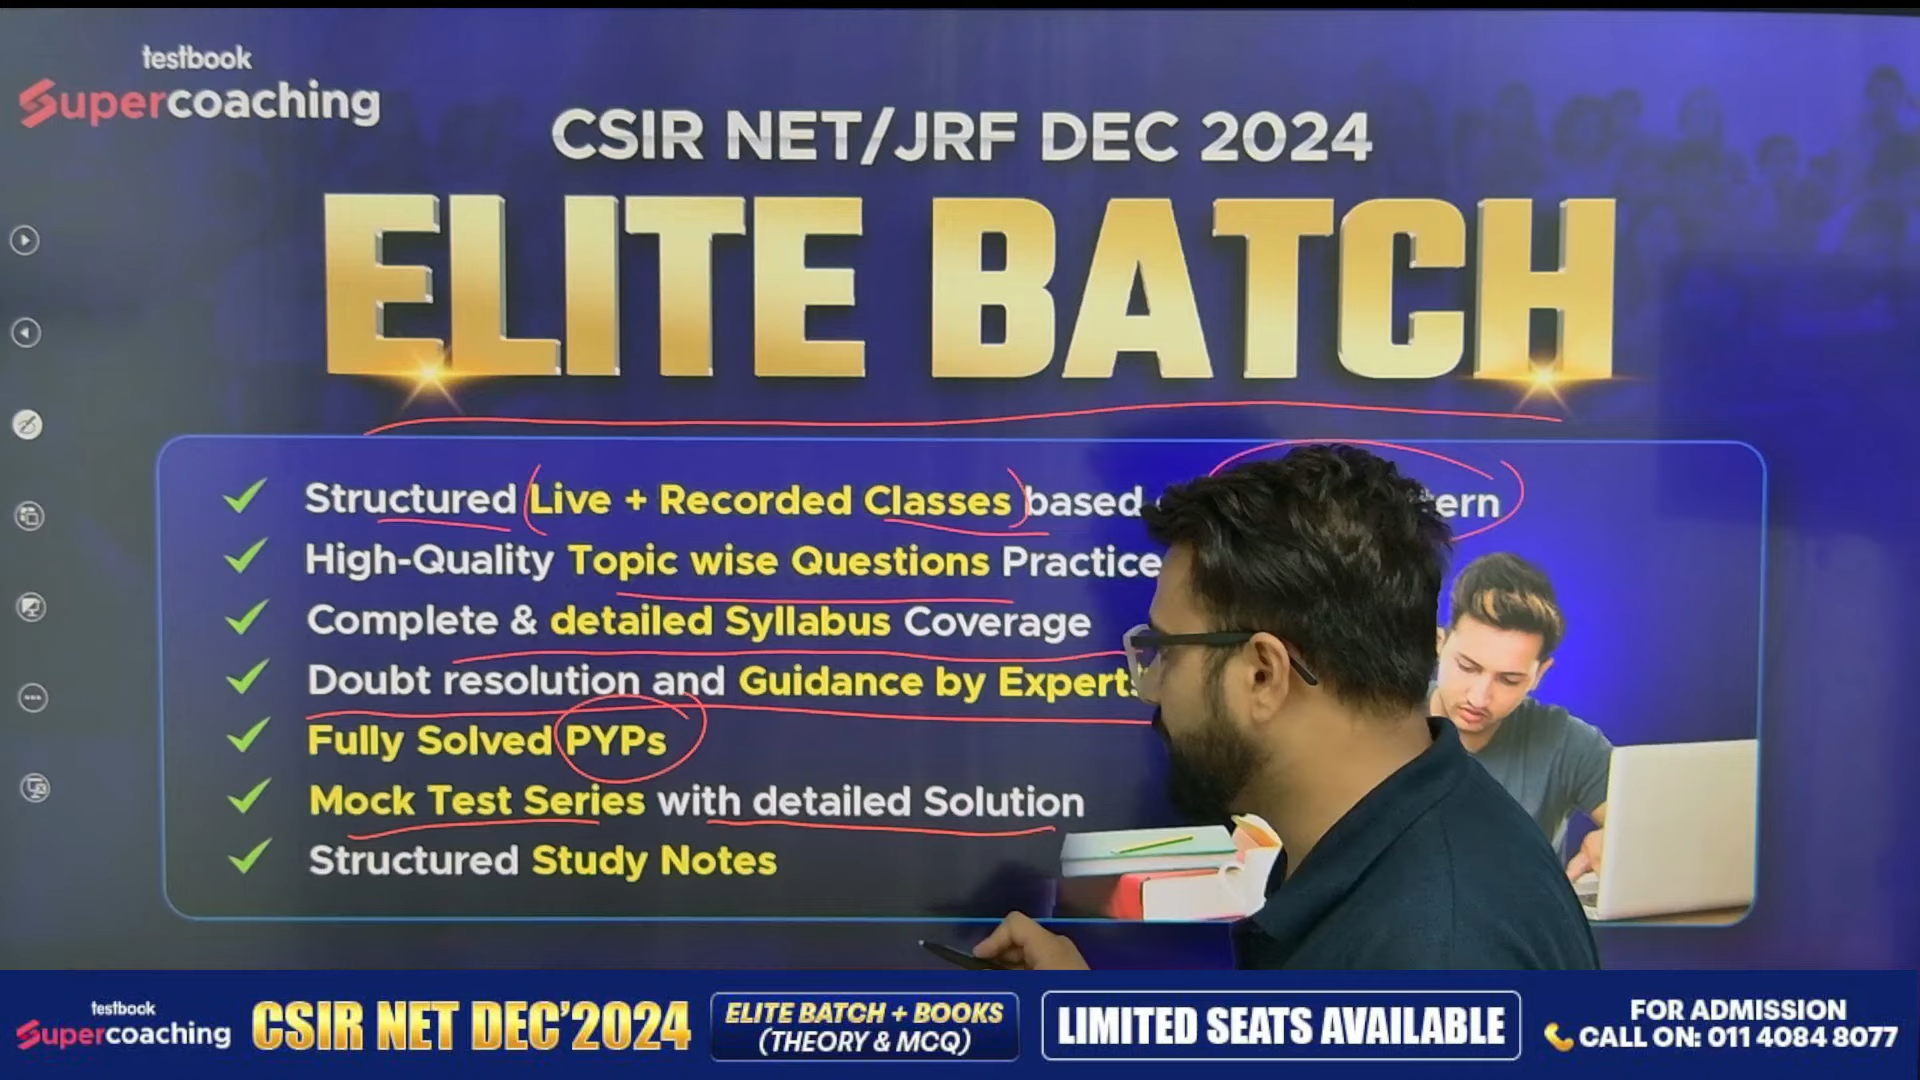 testbook
Supercoaching
CSIR NET/JRF DEC 2024
ELITE BATCH
Structured Live + Recorded Classes based
High-Quality Topic wise Questions Practice
Complete & detailed Syllabus Coverage
Doubt resolution and Guidance by Experts
Fully Solved PYPs
Mock Test Series with detailed Solution
Structured Study Notes
testbook
Supercoaching
CSIR NET DEC'2024
ELITE BATCH + BOOKS
(THEORY & MCQ)
LIMITED SEATS AVAILABLE
FOR ADMISSION
CALL ON: 011 4084 8077